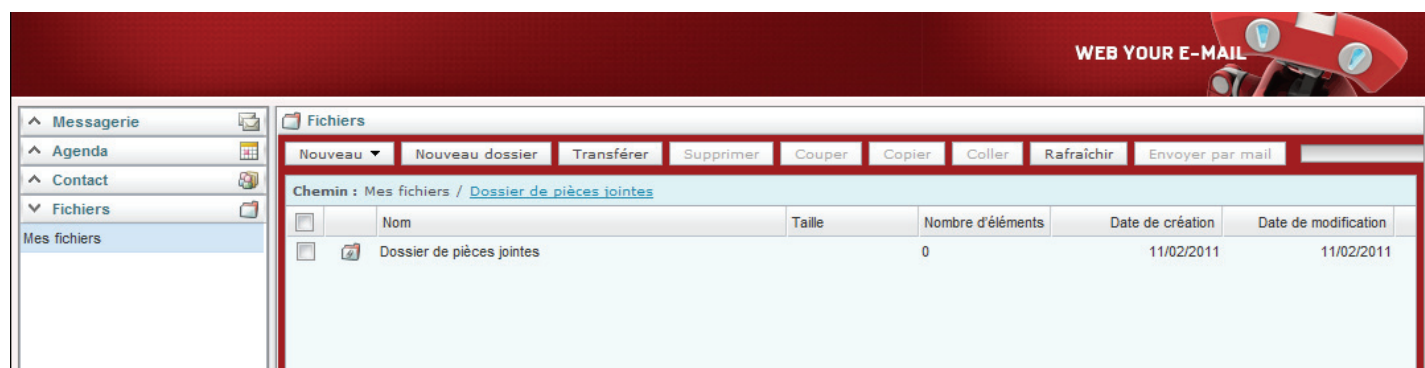 WEB YOUR E-MAIL
Messagerie
Agenda
Contact
Fichiers
Mes fichiers
Fichiers
Nouveau Nouveau dossier Transférer Supprimer Couper Copier Coller Rafraîchir Envoyer par mail
Chemin : Mes fichiers / Dossier de pièces jointes
Nom Taille Nombre d'éléments Date de création Date de modification
Dossier de pièces jointes 0 11/02/2011 11/02/2011